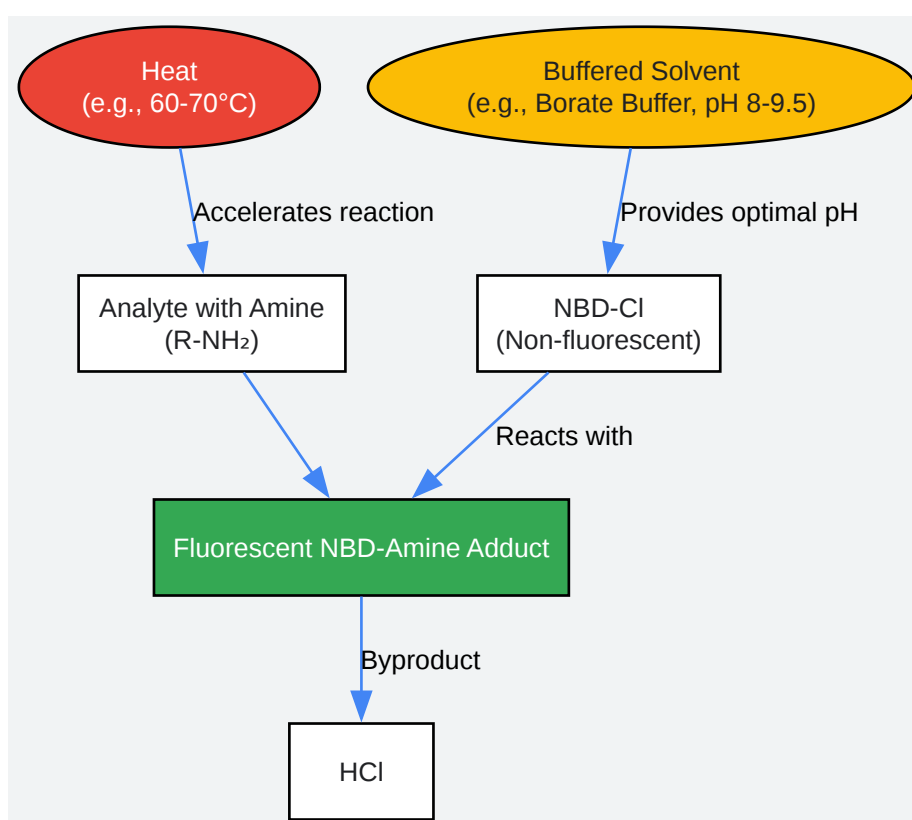 Heat
(e.g., 60-70°C)
Buffered Solvent
(e.g., Borate Buffer, pH 8-9.5)
Accelerates reaction
Provides optimal pH
Analyte with Amine
(R-NH₂)
NBD-Cl
(Non-fluorescent)
Reacts with
Fluorescent NBD-Amine Adduct
Byproduct
HCl